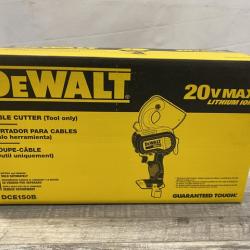 DEWALT
BLE CUTTER (Tool only)
20V MAX
LITHIUM ION
RTADOR PARA CABLES
olo herramienta)
UPE-CÂBLE
util uniquement)
DCE150B
GUARANTEED TOUGH.